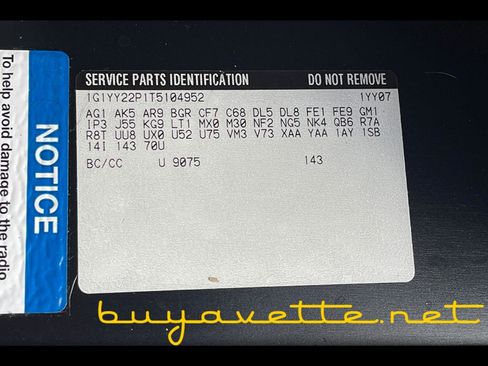 SERVICE PARTS IDENTIFICATION DO NOT REMOVE
1G1YY22P1T5104952 1YY07
AG1 AK5 AR9 BGR CF7 C68 DL5 DL8 FE1 FE9 GM1
1P3 J55 KG9 LT1 MX0 M30 NF2 NG5 NK4 QB6 R7A
R8T UU8 UX0 U52 U75 VM3 V73 XAA YAA 1AY 1SB
14I 143 70U
BC/CC U 9075 143
NOTICE
To help avoid damage to the radio
buyavette.net